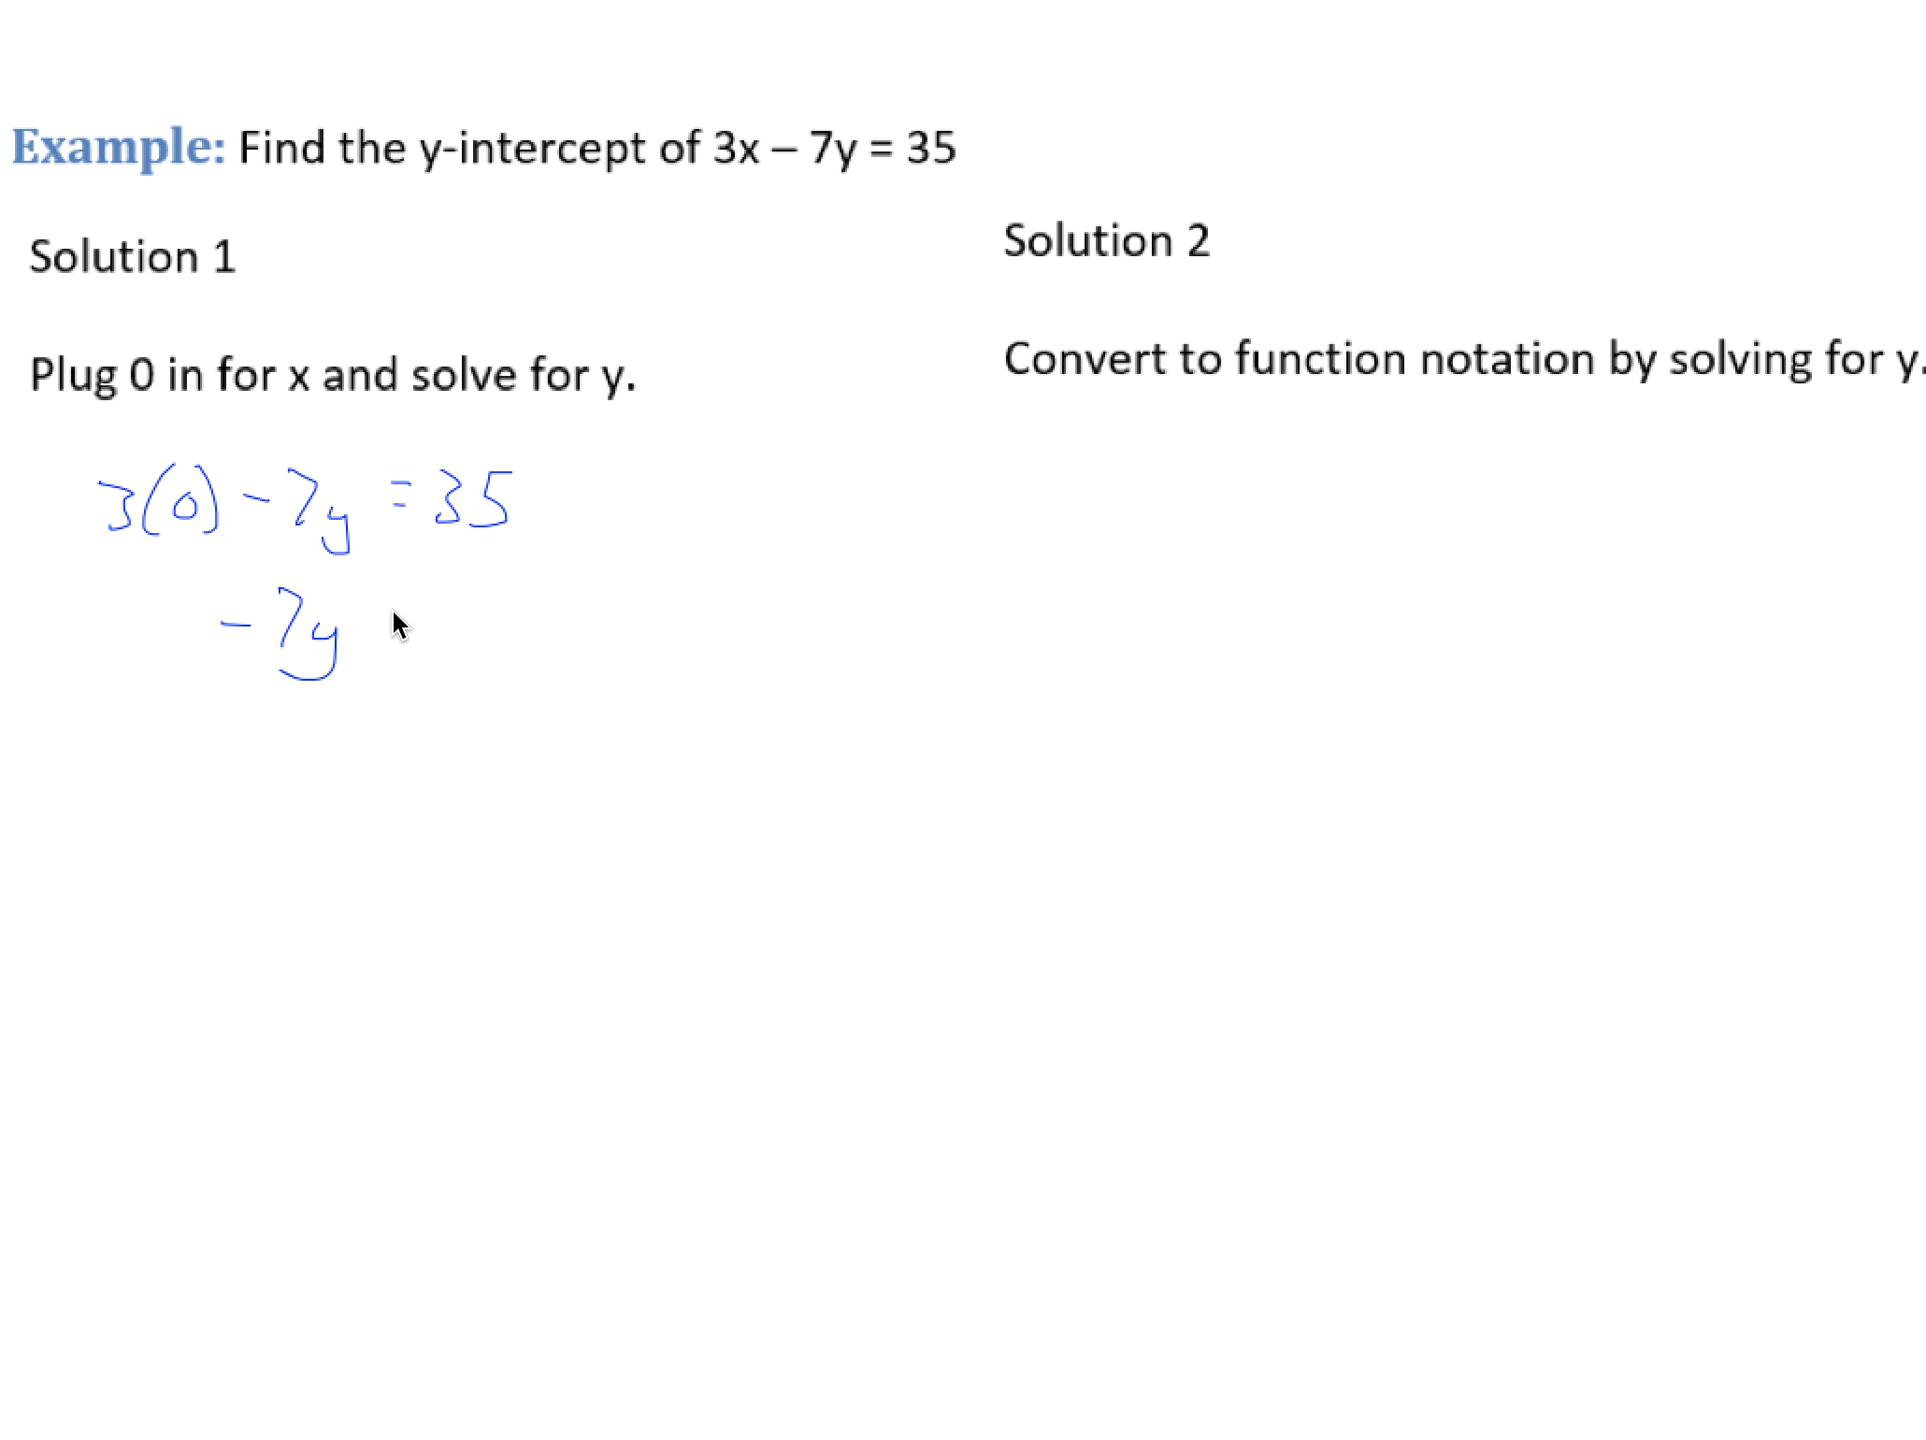 Example: Find the y-intercept of 3x – 7y = 35
Solution 1
Plug 0 in for x and solve for y.
3(0) - 7y = 35
- 7y
Solution 2
Convert to function notation by solving for y.